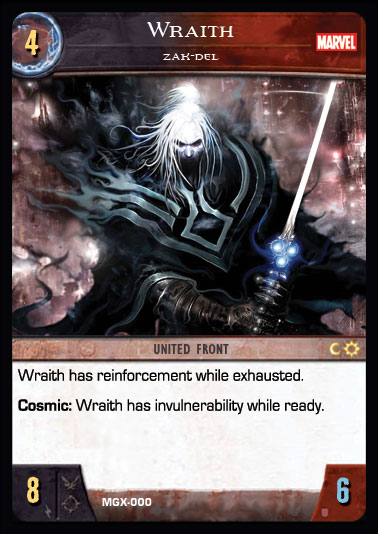 4
Wraith
MARVEL
ZAK-DEL
UNITED FRONT
Wraith has reinforcement while exhausted.
Cosmic: Wraith has invulnerability while ready.
8
MGX-000
6